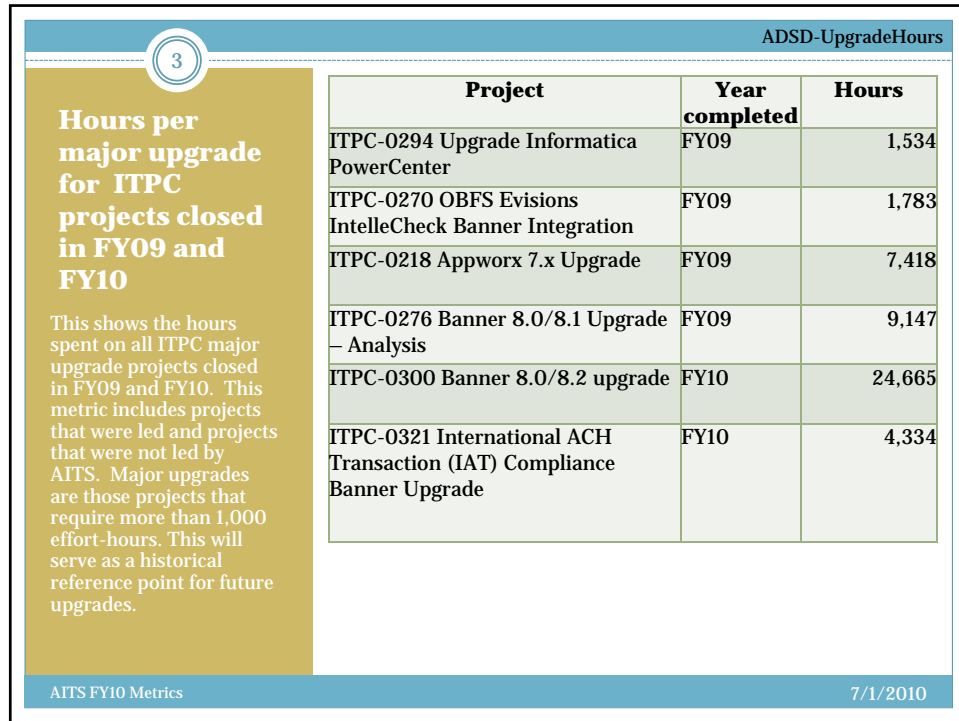 ADSD-UpgradeHours
3
Hours per
major upgrade
for ITPC
projects closed
in FY09 and
FY10
This shows the hours
spent on all ITPC major
upgrade projects closed
in FY09 and FY10. This
metric includes projects
that were led and projects
that were not led by
AITS. Major upgrades
are those projects that
require more than 1,000
effort-hours. This will
serve as a historical
reference point for future
upgrades.
Project Year Hours
completed
ITPC-0294 Upgrade Informatica FY09 1,534
PowerCenter
ITPC-0270 OBFS Evisions FY09 1,783
IntelleCheck Banner Integration
ITPC-0218 Appworx 7.x Upgrade FY09 7,418
ITPC-0276 Banner 8.0/8.1 Upgrade FY09 9,147
– Analysis
ITPC-0300 Banner 8.0/8.2 upgrade FY10 24,665
ITPC-0321 International ACH FY10 4,334
Transaction (IAT) Compliance
Banner Upgrade
AITS FY10 Metrics 7/1/2010